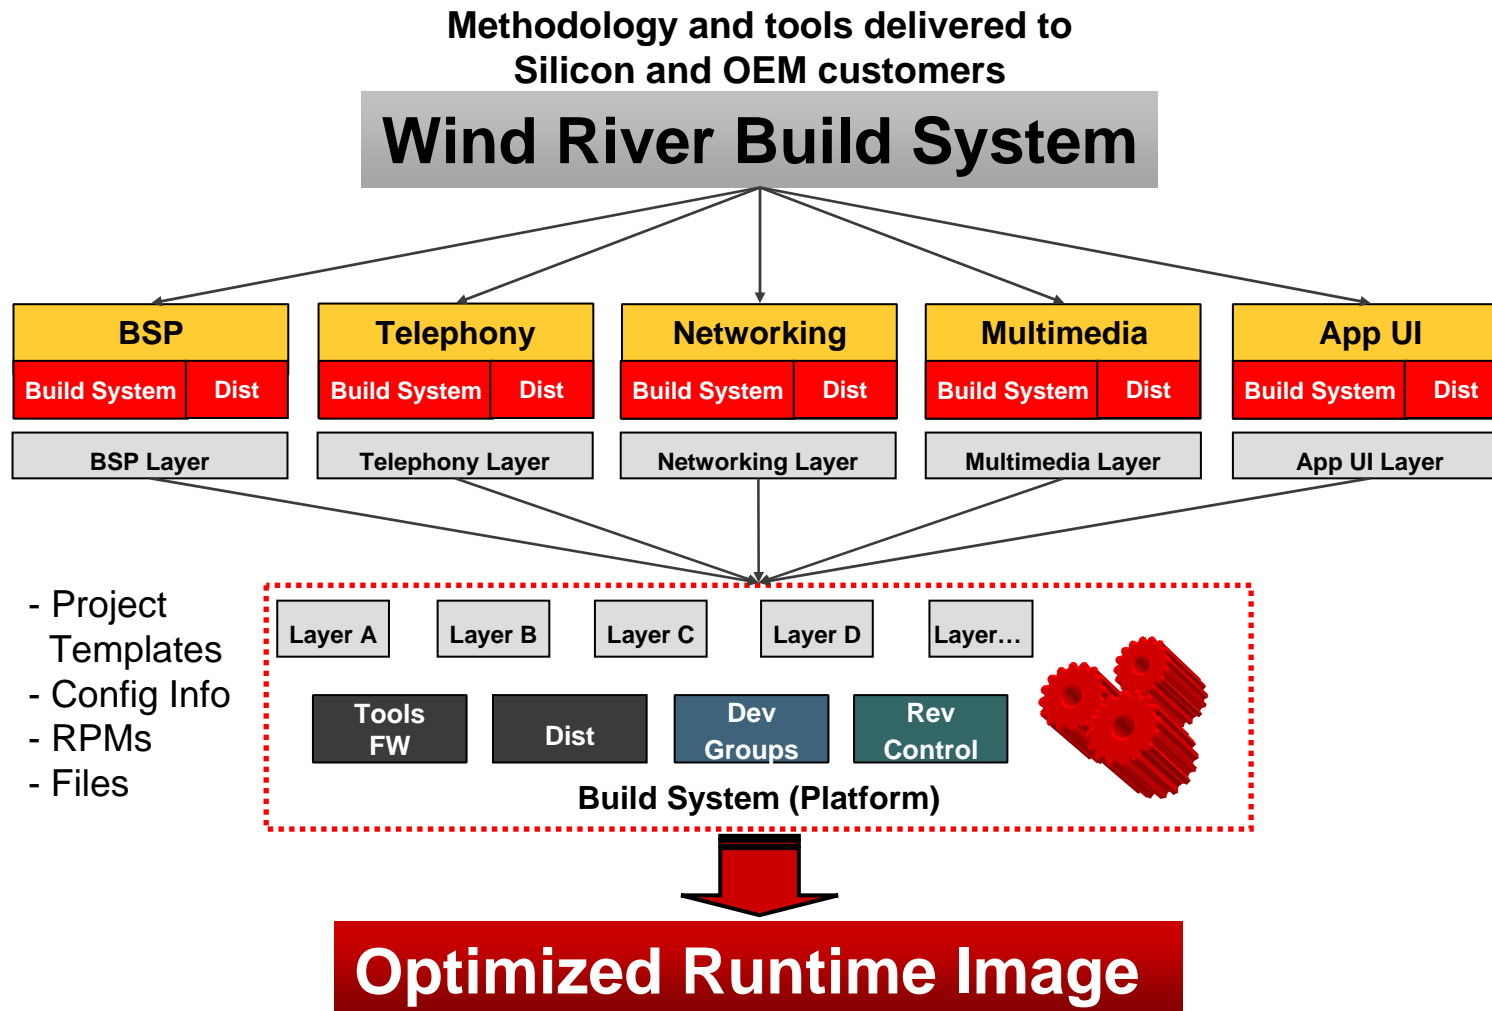 Methodology and tools delivered to
Silicon and OEM customers
Wind River Build System
BSP
Telephony
Networking
Multimedia
App UI
Build System
Dist
Build System
Dist
Build System
Dist
Build System
Dist
Build System
Dist
BSP Layer
Telephony Layer
Networking Layer
Multimedia Layer
App UI Layer
- Project
Templates
- Config Info
- RPMs
- Files
Layer A
Layer B
Layer C
Layer D
Layer…
Tools
FW
Dist
Dev
Groups
Rev
Control
Build System (Platform)
Optimized Runtime Image